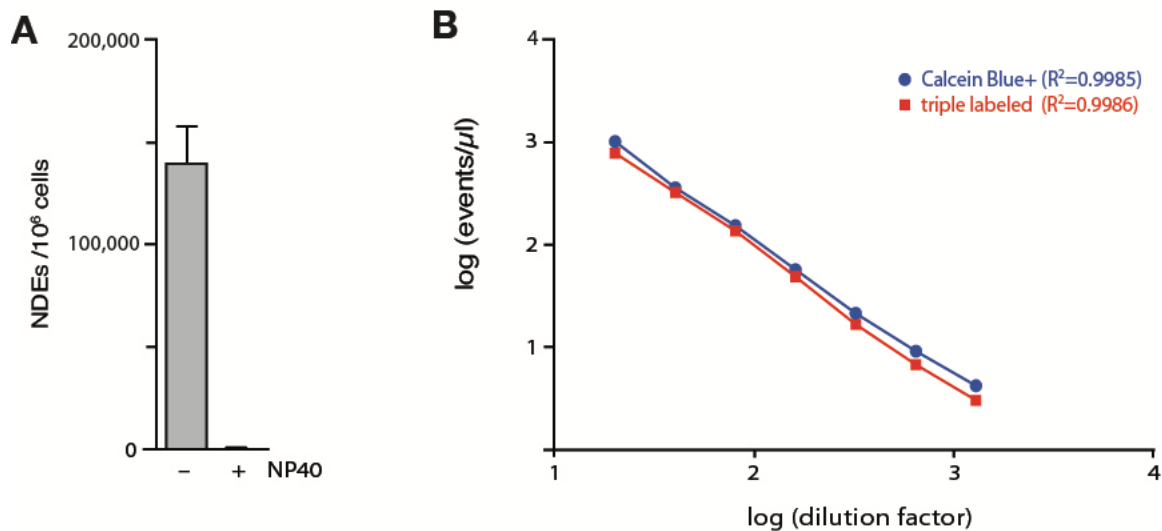 A
200,000
100,000
0
NDEs /10⁶ cells
– + NP40
B
4
3
2
1
log (events/µl)
Calcein Blue+ (R²=0.9985)
triple labeled (R²=0.9986)
1 2 3 4
log (dilution factor)